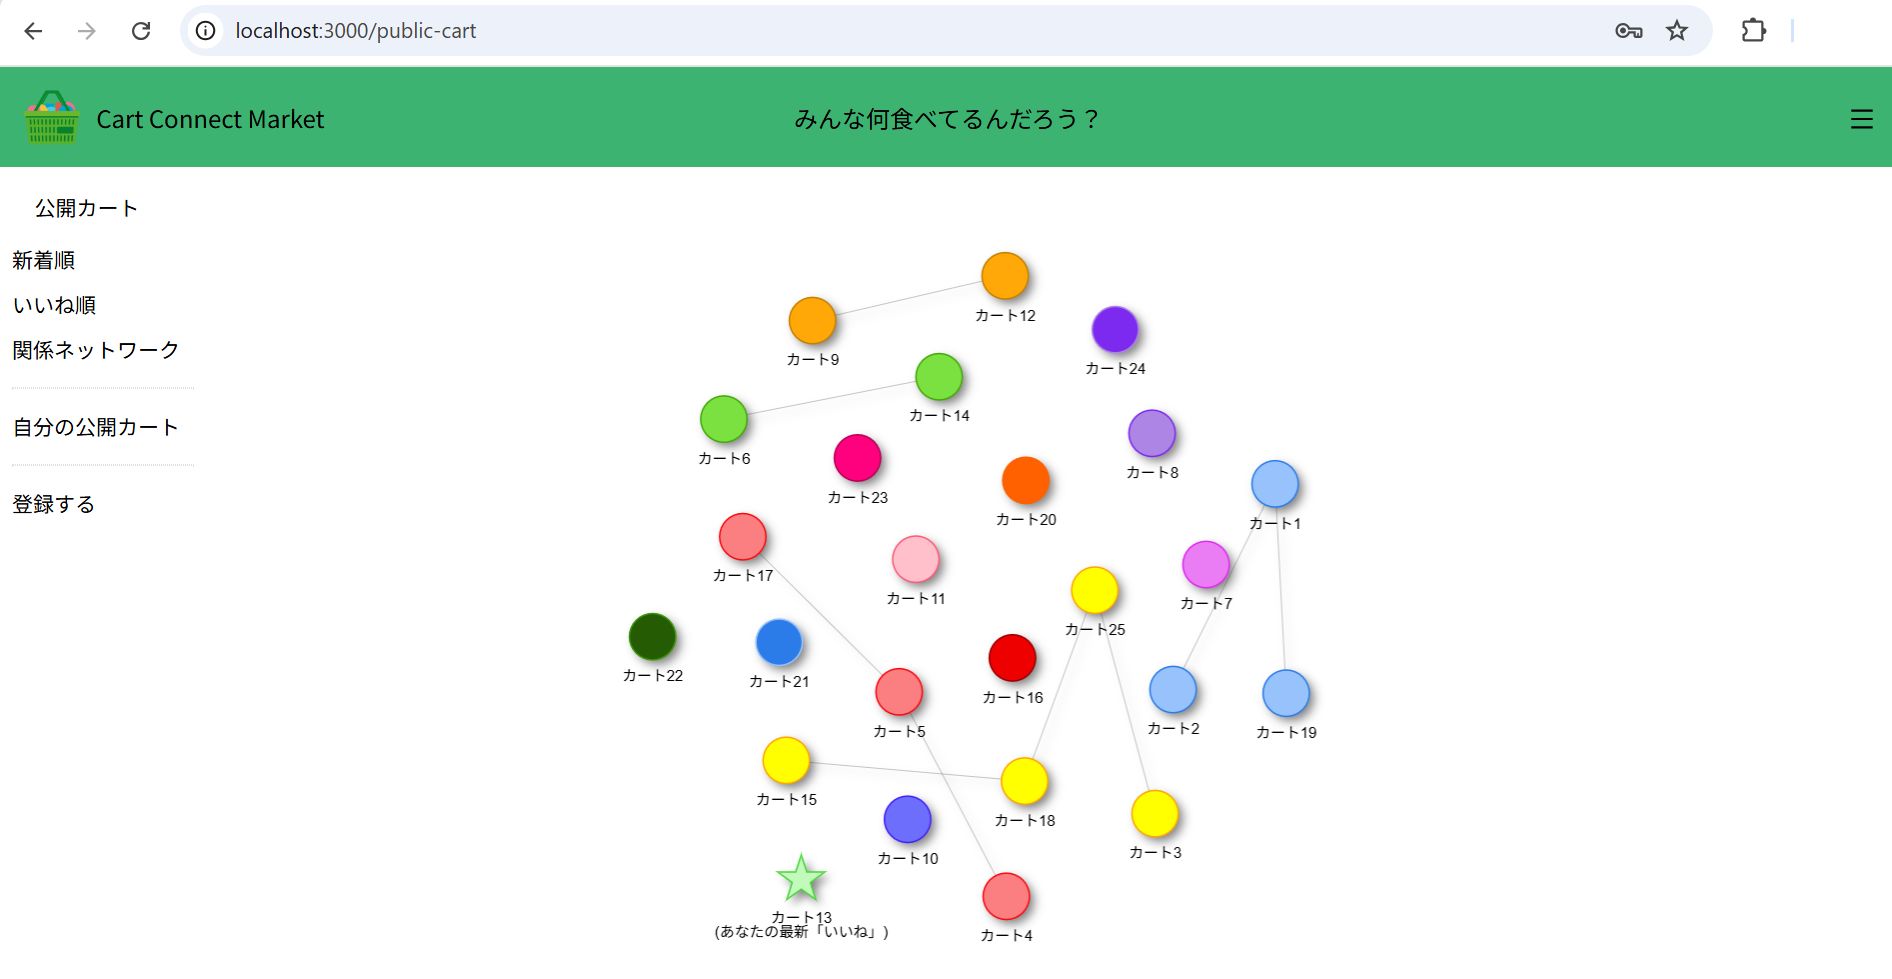 localhost:3000/public-cart
Cart Connect Market
みんな何食べてるんだろう？
公開カート
新着順
いいね順
関係ネットワーク
自分の公開カート
登録する
カート12
カート9
カート24
カート14
カート6
カート8
カート23
カート20
カート1
カート17
カート11
カート7
カート25
カート22
カート21
カート16
カート5
カート2
カート19
カート15
カート18
カート3
カート10
カート13
(あなたの最新「いいね」)
カート4